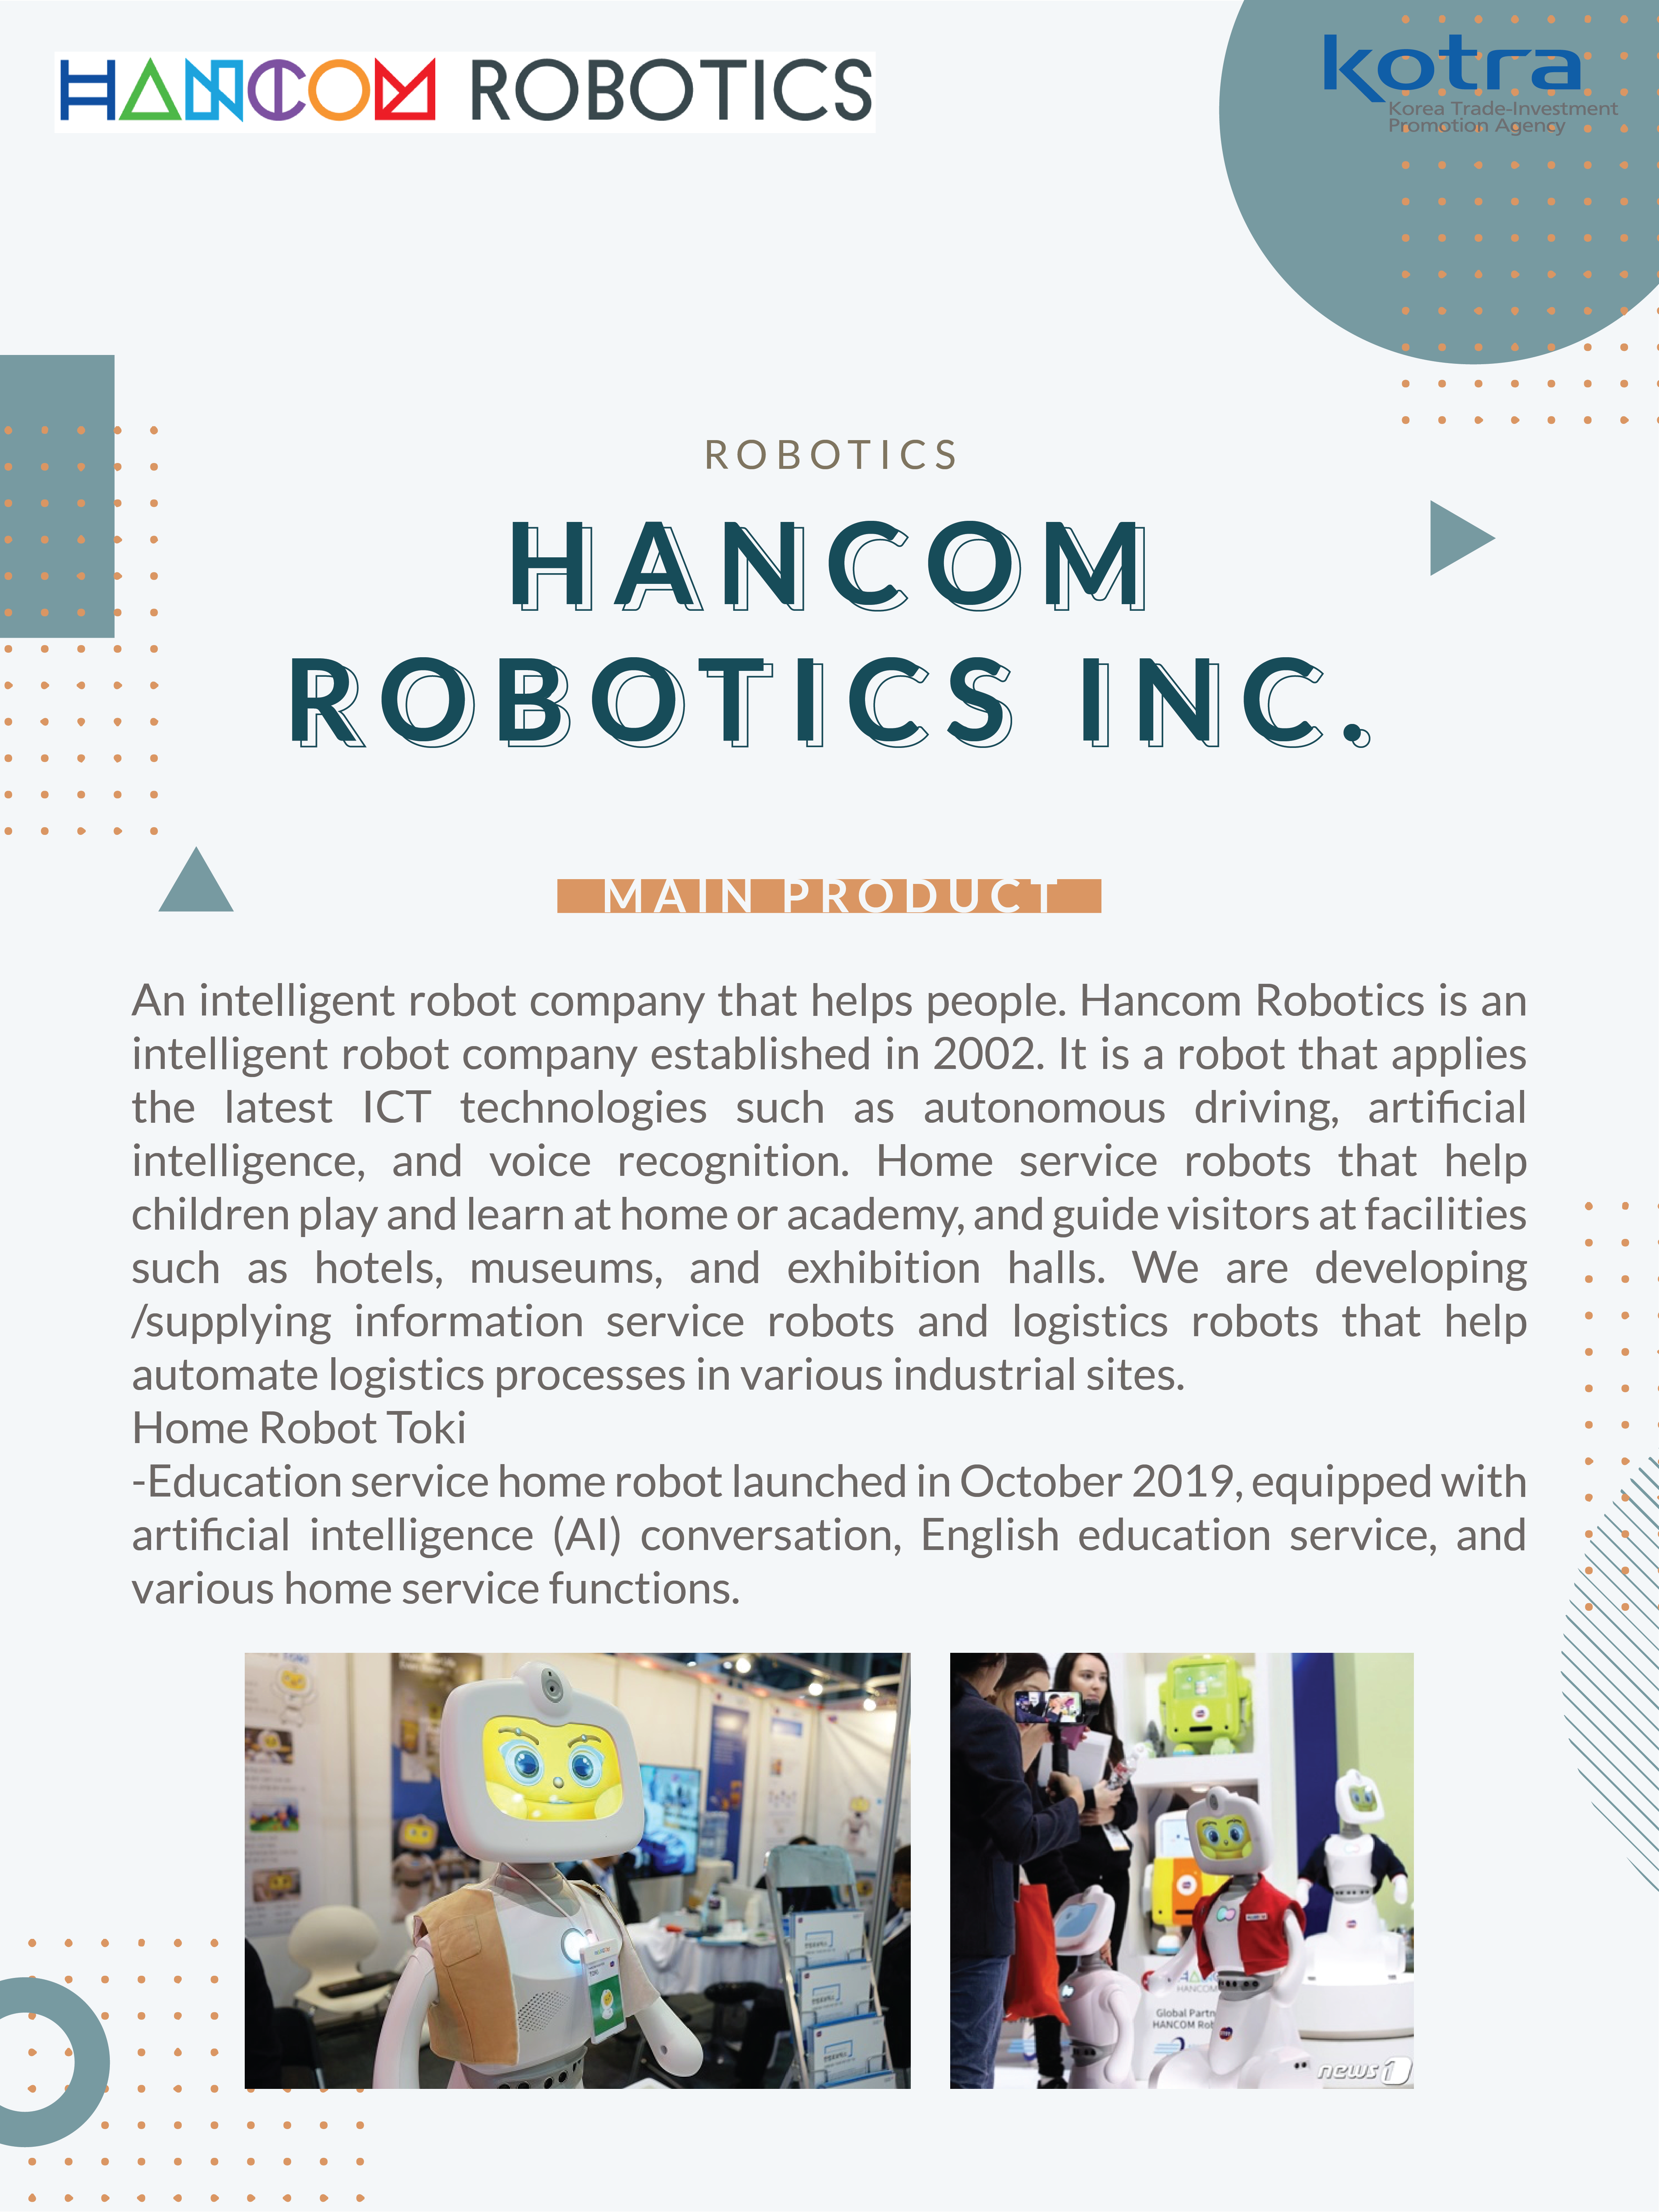 HANCOM ROBOTICS
kotra
Korea Trade-Investment
Promotion Agency
ROBOTICS
HANCOM
ROBOTICS INC.
MAIN PRODUCT
An intelligent robot company that helps people. Hancom Robotics is an
intelligent robot company established in 2002. It is a robot that applies
the latest ICT technologies such as autonomous driving, artificial
intelligence, and voice recognition. Home service robots that help
children play and learn at home or academy, and guide visitors at facilities
such as hotels, museums, and exhibition halls. We are developing
/supplying information service robots and logistics robots that help
automate logistics processes in various industrial sites.
Home Robot Toki
-Education service home robot launched in October 2019, equipped with
artificial intelligence (AI) conversation, English education service, and
various home service functions.
TOKI
HANCOM
Global Partn
HANCOM Rob
news1